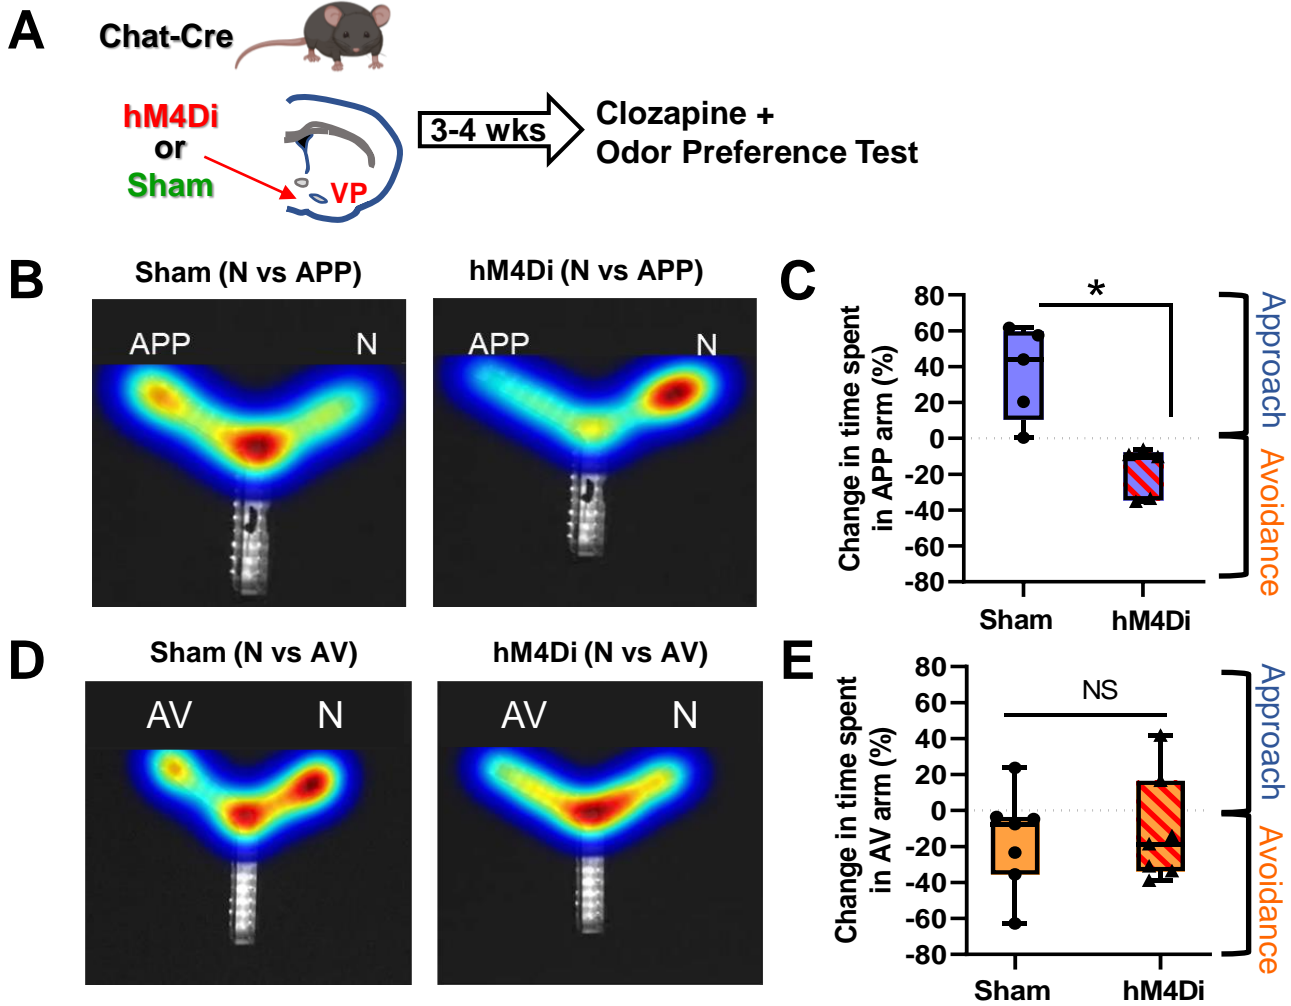 A
Chat-Cre
hM4Di
or
Sham
VP
3-4 wks
Clozapine +
Odor Preference Test
B
Sham (N vs APP)
APP
N
hM4Di (N vs APP)
APP
N
C
Change in time spent
in APP arm (%)
80
60
40
20
0
-20
-40
-60
-80
*
Sham
hM4Di
Approach
Avoidance
D
Sham (N vs AV)
AV
N
hM4Di (N vs AV)
AV
N
E
Change in time spent
in AV arm (%)
80
60
40
20
0
-20
-40
-60
-80
NS
Sham
hM4Di
Approach
Avoidance